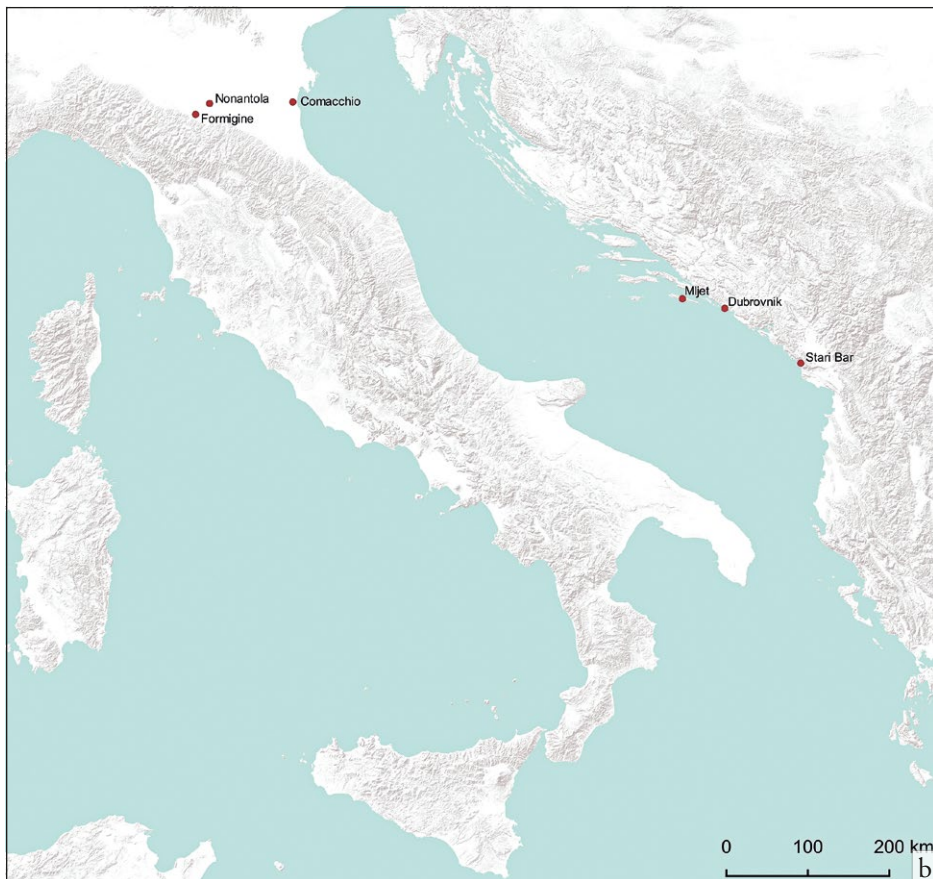 Nonantola
Comacchio
Formigine
Mljet
Dubrovnik
Stari Bar
0 100 200 km
b